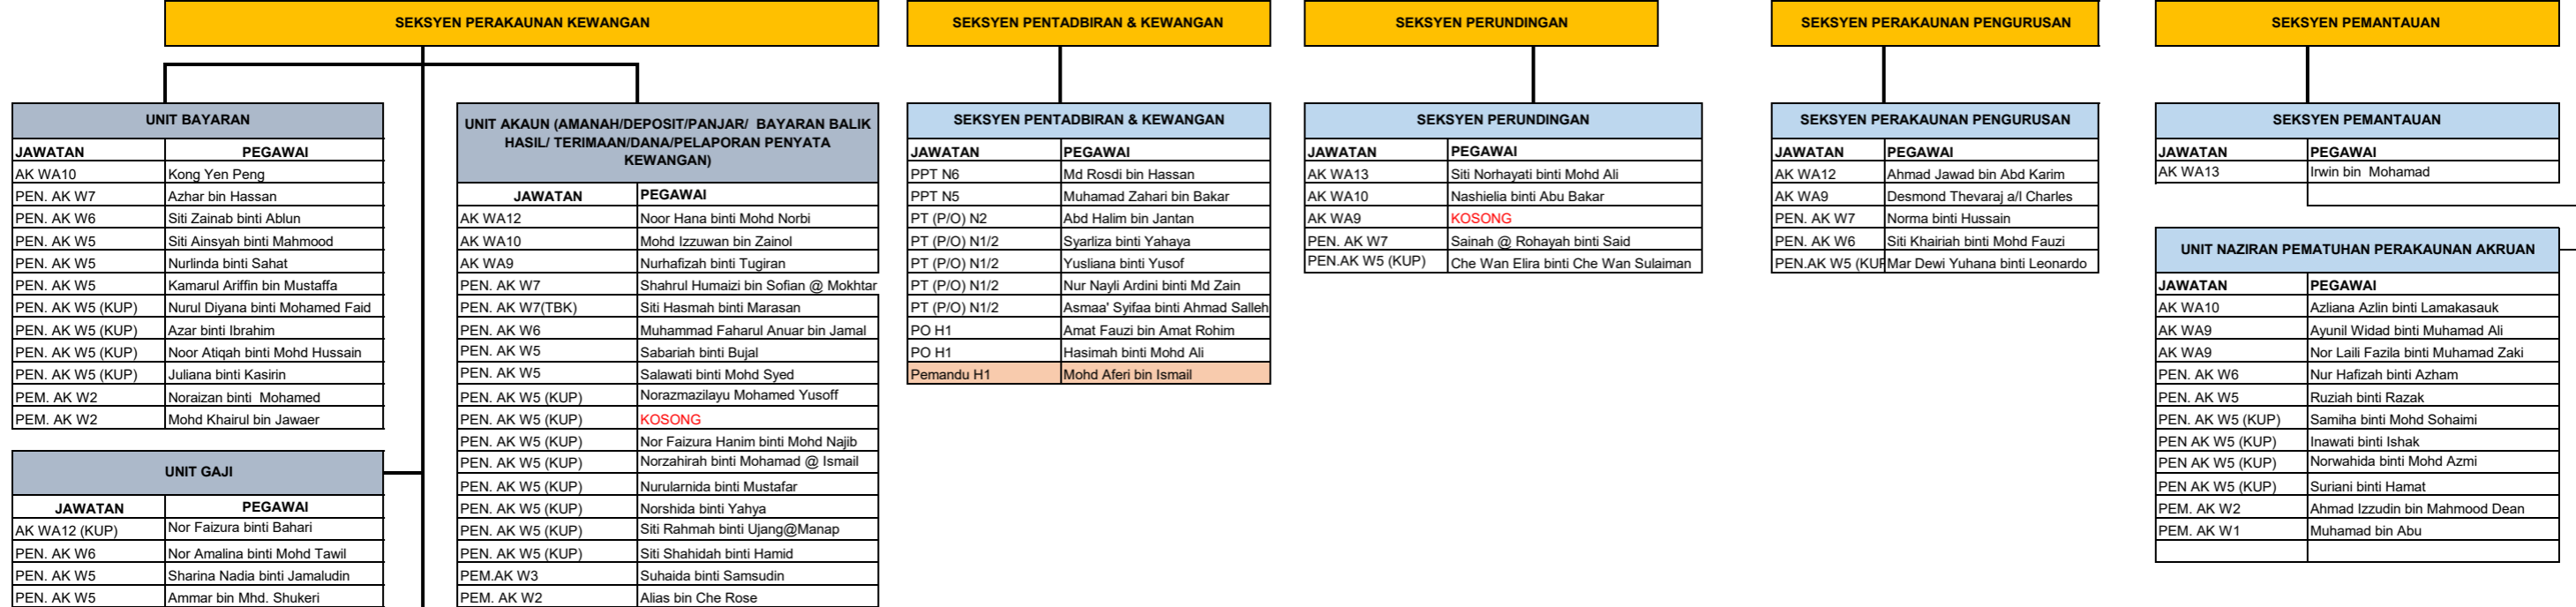 SEKSYEN PERAKAUNAN KEWANGAN
UNIT BAYARAN
JAWATAN PEGAWAI
AK WA10 Kong Yen Peng
PEN. AK W7 Azhar bin Hassan
PEN. AK W6 Siti Zainab binti Ablun
PEN. AK W5 Siti Ainsyah binti Mahmood
PEN. AK W5 Nurlinda binti Sahat
PEN. AK W5 Kamarul Ariffin bin Mustaffa
PEN. AK W5 (KUP) Nurul Diyana binti Mohamed Faid
PEN. AK W5 (KUP) Azar binti Ibrahim
PEN. AK W5 (KUP) Noor Atiqah binti Mohd Hussain
PEN. AK W5 (KUP) Juliana binti Kasirin
PEM. AK W2 Noraizan binti Mohamed
PEM. AK W2 Mohd Khairul bin Jawaer
UNIT GAJI
JAWATAN PEGAWAI
AK WA12 (KUP) Nor Faizura binti Bahari
PEN. AK W6 Nor Amalina binti Mohd Tawil
PEN. AK W5 Sharina Nadia binti Jamaludin
PEN. AK W5 Ammar bin Mhd. Shukeri
UNIT AKAUN (AMANAH/DEPOSIT/PANJAR/ BAYARAN BALIK
HASIL/ TERIMAAN/DANA/PELAPORAN PENYATA
KEWANGAN)
JAWATAN PEGAWAI
AK WA12 Noor Hana binti Mohd Norbi
AK WA10 Mohd Izzuwan bin Zainol
AK WA9 Nurhafizah binti Tugiran
PEN. AK W7 Shahrul Humaizi bin Sofian @ Mokhtar
PEN. AK W7(TBK) Siti Hasmah binti Marasan
PEN. AK W6 Muhammad Faharul Anuar bin Jamal
PEN. AK W5 Sabariah binti Bujal
PEN. AK W5 Salawati binti Mohd Syed
PEN. AK W5 (KUP) Norazmazilayu Mohamed Yusoff
PEN. AK W5 (KUP) KOSONG
PEN. AK W5 (KUP) Nor Faizura Hanim binti Mohd Najib
PEN. AK W5 (KUP) Norzahirah binti Mohamad @ Ismail
PEN. AK W5 (KUP) Nurularnida binti Mustafar
PEN. AK W5 (KUP) Norshida binti Yahya
PEN. AK W5 (KUP) Siti Rahmah binti Ujang@Manap
PEN. AK W5 (KUP) Siti Shahidah binti Hamid
PEM.AK W3 Suhaida binti Samsudin
PEM. AK W2 Alias bin Che Rose
SEKSYEN PENTADBIRAN & KEWANGAN
SEKSYEN PENTADBIRAN & KEWANGAN
JAWATAN PEGAWAI
PPT N6 Md Rosdi bin Hassan
PPT N5 Muhamad Zahari bin Bakar
PT (P/O) N2 Abd Halim bin Jantan
PT (P/O) N1/2 Syarliza binti Yahaya
PT (P/O) N1/2 Yusliana binti Yusof
PT (P/O) N1/2 Nur Nayli Ardini binti Md Zain
PT (P/O) N1/2 Asmaa' Syifaa binti Ahmad Salleh
PO H1 Amat Fauzi bin Amat Rohim
PO H1 Hasimah binti Mohd Ali
Pemandu H1 Mohd Aferi bin Ismail
SEKSYEN PERUNDINGAN
SEKSYEN PERUNDINGAN
JAWATAN PEGAWAI
AK WA13 Siti Norhayati binti Mohd Ali
AK WA10 Nashielia binti Abu Bakar
AK WA9 KOSONG
PEN. AK W7 Sainah @ Rohayah binti Said
PEN.AK W5 (KUP) Che Wan Elira binti Che Wan Sulaiman
SEKSYEN PERAKAUNAN PENGURUSAN
SEKSYEN PERAKAUNAN PENGURUSAN
JAWATAN PEGAWAI
AK WA12 Ahmad Jawad bin Abd Karim
AK WA9 Desmond Thevaraj a/l Charles
PEN. AK W7 Norma binti Hussain
PEN. AK W6 Siti Khairiah binti Mohd Fauzi
PEN.AK W5 (KUP Mar Dewi Yuhana binti Leonardo
SEKSYEN PEMANTAUAN
SEKSYEN PEMANTAUAN
JAWATAN PEGAWAI
AK WA13 Irwin bin Mohamad
UNIT NAZIRAN PEMATUHAN PERAKAUNAN AKRUAN
JAWATAN PEGAWAI
AK WA10 Azliana Azlin binti Lamakasauk
AK WA9 Ayunil Widad binti Muhamad Ali
AK WA9 Nor Laili Fazila binti Muhamad Zaki
PEN. AK W6 Nur Hafizah binti Azham
PEN. AK W5 Ruziah binti Razak
PEN. AK W5 (KUP) Samiha binti Mohd Sohaimi
PEN AK W5 (KUP) Inawati binti Ishak
PEN AK W5 (KUP) Norwahida binti Mohd Azmi
PEN AK W5 (KUP) Suriani binti Hamat
PEM. AK W2 Ahmad Izzudin bin Mahmood Dean
PEM. AK W1 Muhamad bin Abu